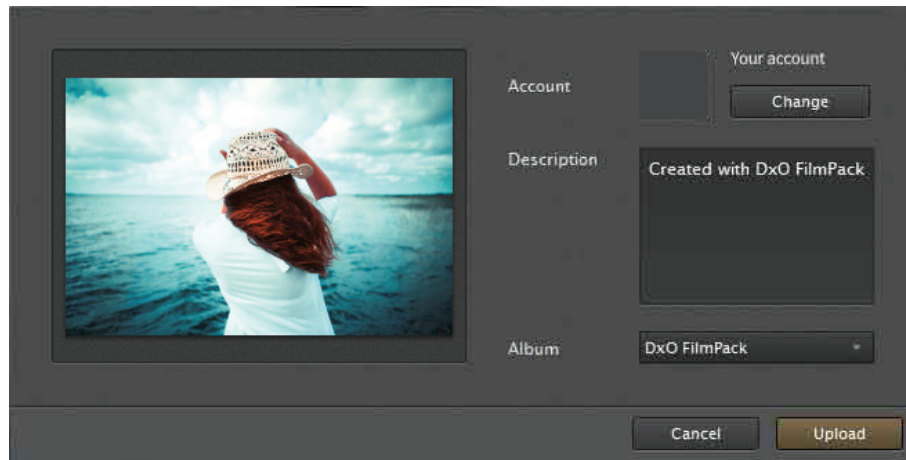 Account
Your account
Change
Description
Created with DxO FilmPack
Album
DxO FilmPack
Cancel
Upload